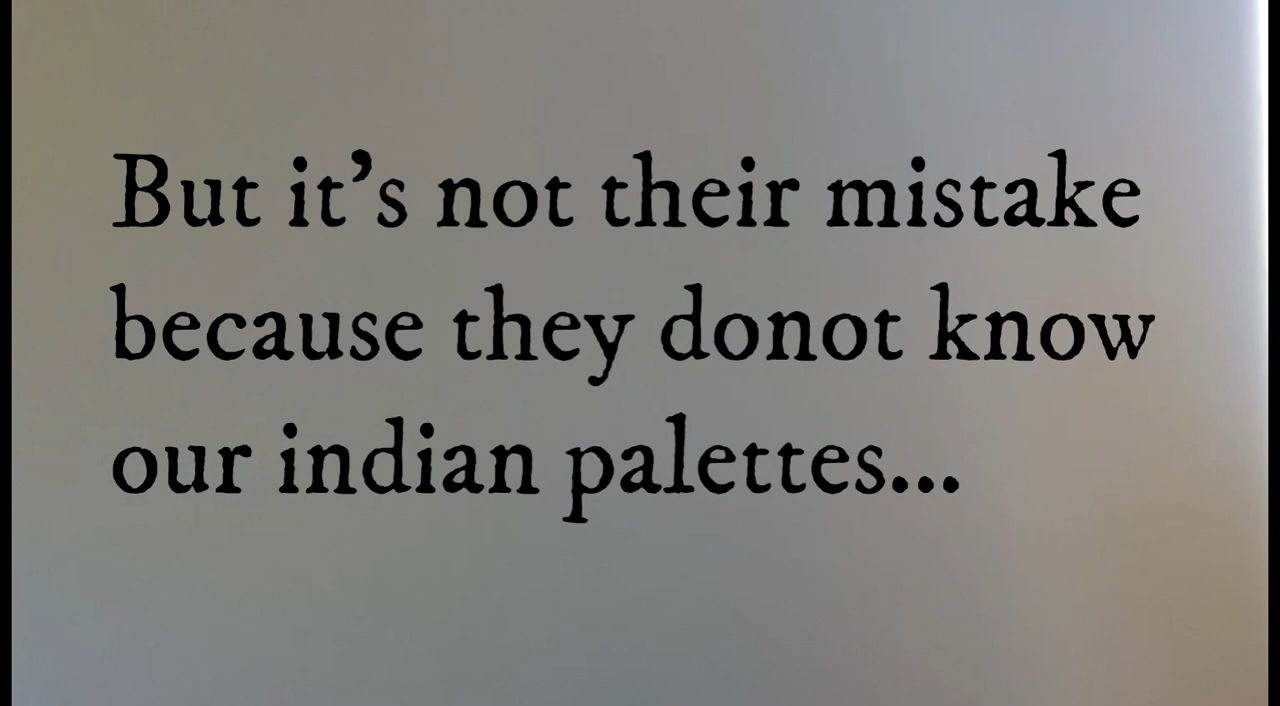 But it’s not their mistake
because they donot know
our indian palettes...